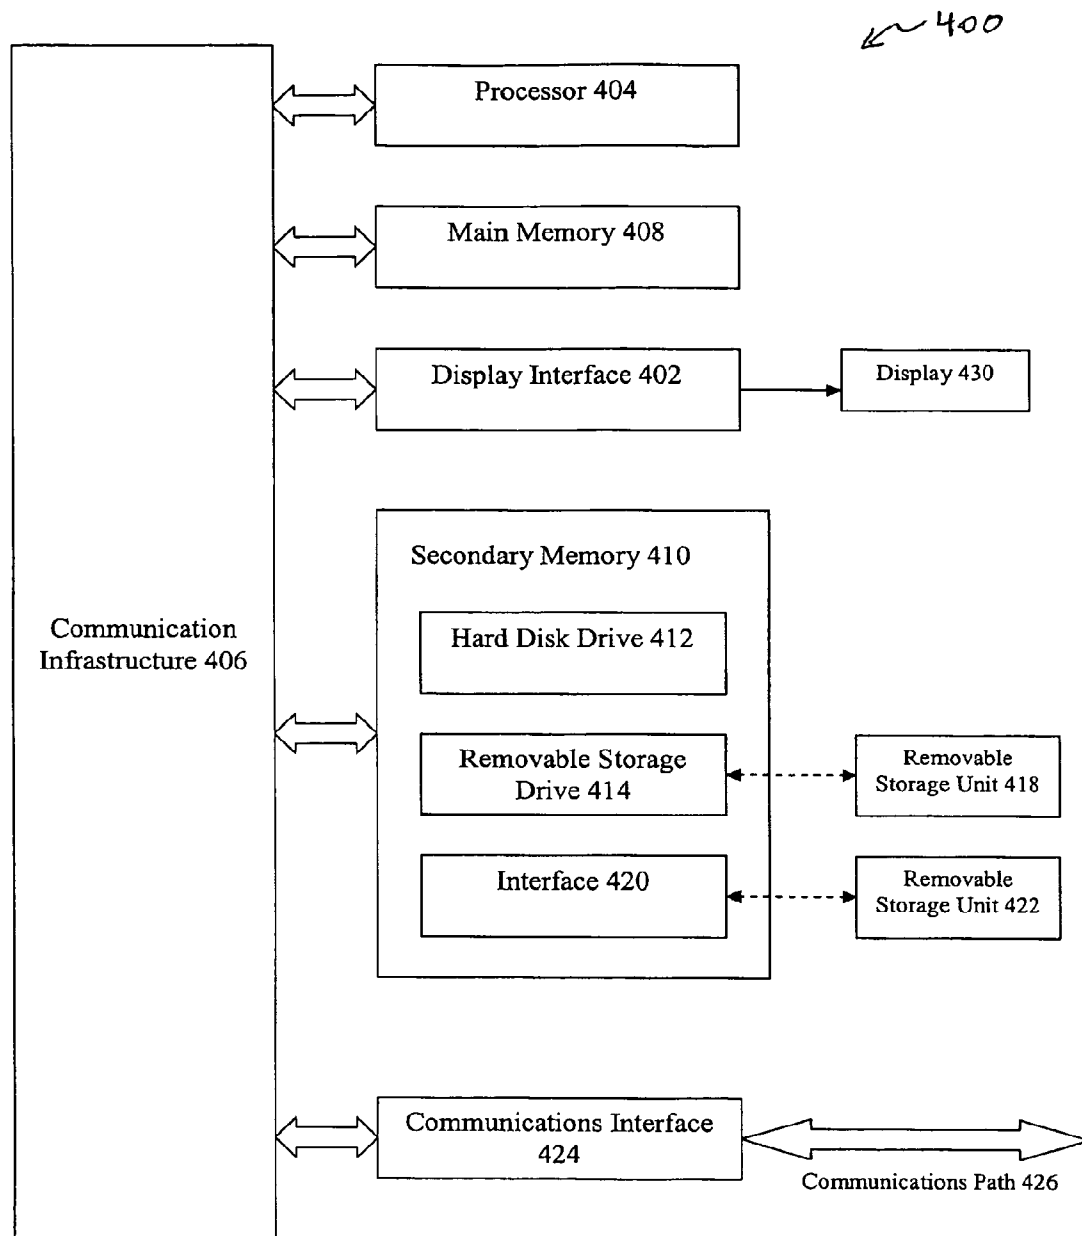 400
Processor 404
Main Memory 408
Display Interface 402
Display 430
Secondary Memory 410
Hard Disk Drive 412
Communication
Infrastructure 406
Removable Storage
Drive 414
Removable
Storage Unit 418
Interface 420
Removable
Storage Unit 422
Communications Interface
424
Communications Path 426